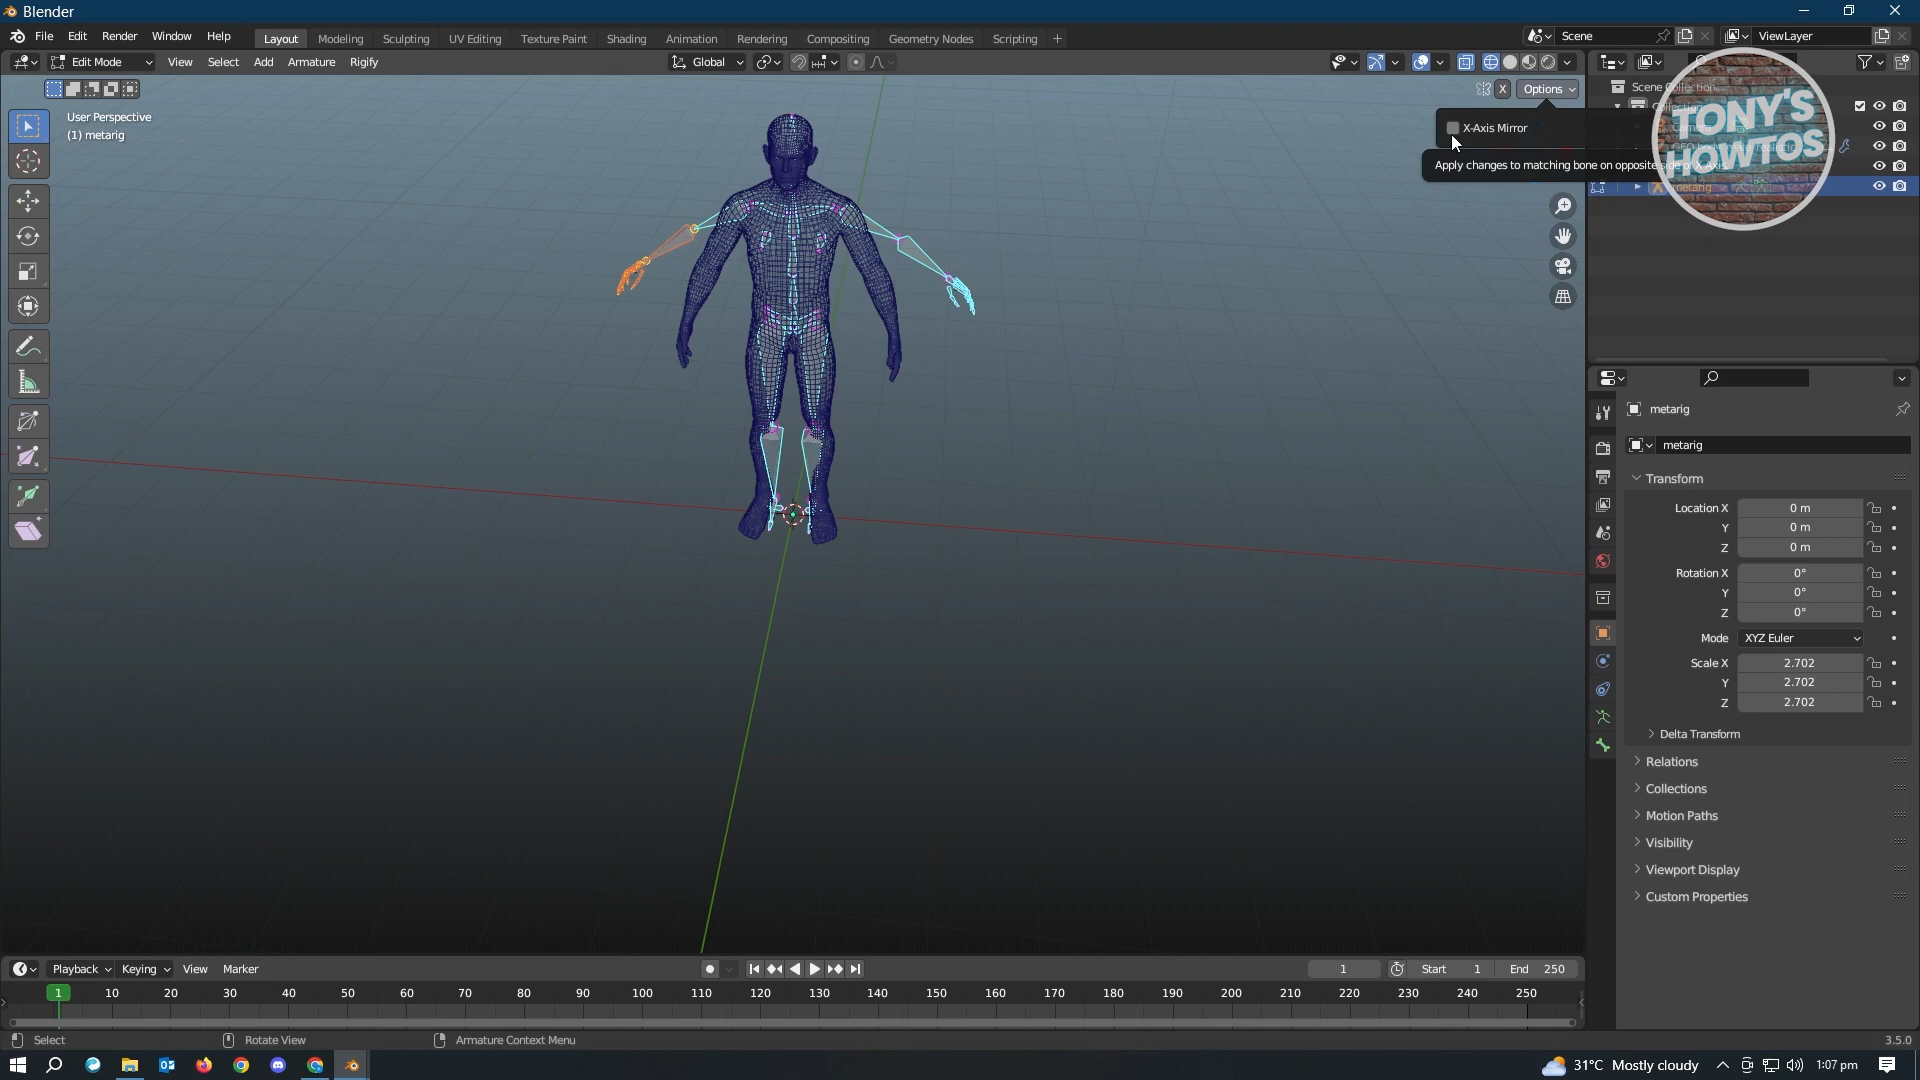 Blender
File Edit Render Window Help Layout Modeling Sculpting UV Editing Texture Paint Shading Animation Rendering Compositing Geometry Nodes Scripting + Scene ViewLayer
Edit Mode View Select Add Armature Rigify Global
X Options
User Perspective
(1) metarig
X-Axis Mirror
Apply changes to matching bone on opposite side of X-Axis.
Scene Collection
TONY'S
HOWTOS
metarig
metarig
metarig
Transform
Location X 0 m
Y 0 m
Z 0 m
Rotation X 0°
Y 0°
Z 0°
Mode XYZ Euler
Scale X 2.702
Y 2.702
Z 2.702
Delta Transform
Relations
Collections
Motion Paths
Visibility
Viewport Display
Custom Properties
Playback Keying View Marker 1 Start 1 End 250
1 10 20 30 40 50 60 70 80 90 100 110 120 130 140 150 160 170 180 190 200 210 220 230 240 250
Select Rotate View Armature Context Menu 3.5.0
31°C Mostly cloudy 1:07 pm